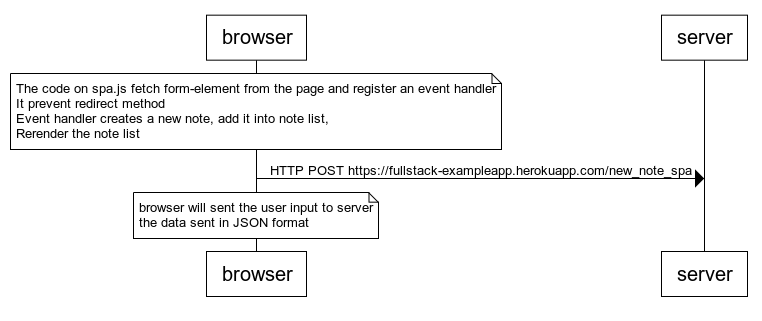 browser
server
The code on spa.js fetch form-element from the page and register an event handler
It prevent redirect method
Event handler creates a new note, add it into note list,
Rerender the note list
HTTP POST https://fullstack-exampleapp.herokuapp.com/new_note_spa
browser will sent the user input to server
the data sent in JSON format
browser
server